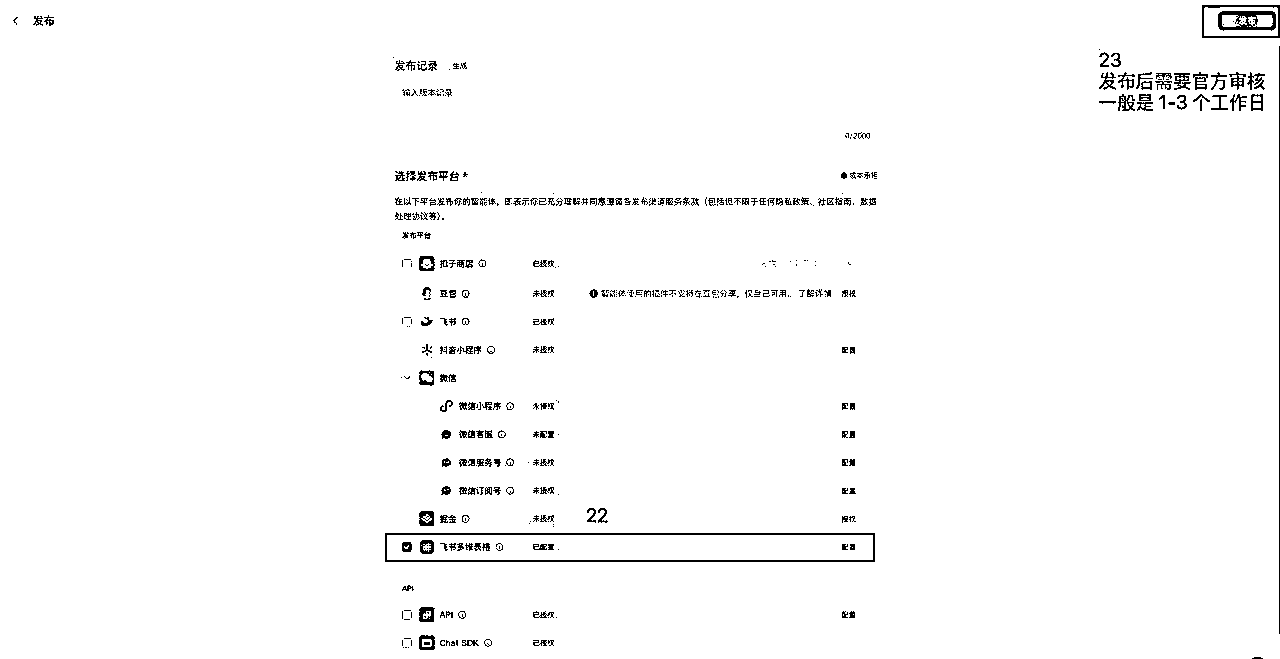 发布
发布
23
发布后需要官方审核
一般是 1-3 个工作日
发布记录 生成
输入版本记录
0/2000
选择发布平台 *
在以下平台发布你的智能体，即表示你已充分理解并同意遵循各发布渠道服务条款（包括但不限于任何隐私政策、社区指南、数据
处理协议等）。
发布平台
扣子商店 已授权
豆包 未授权 智能体使用的插件不支持在豆包分享，仅自己可用。 了解详情 授权
飞书 已授权
抖音小程序 未授权 配置
微信
微信小程序 未授权 配置
微信客服 未配置 配置
微信服务号 未授权 配置
微信订阅号 未授权 配置
掘金 未授权 22 授权
飞书多维表格 已配置 配置
API
API 已授权 配置
Chat SDK 已授权